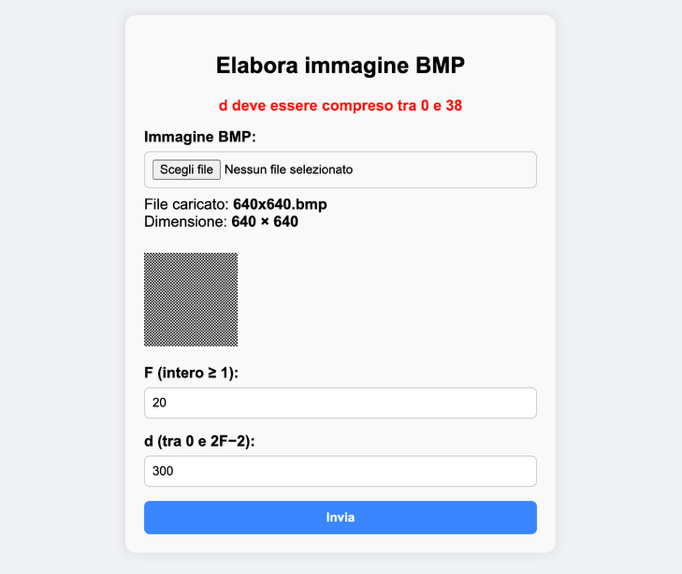 Elabora immagine BMP
d deve essere compreso tra 0 e 38
Immagine BMP:
Scegli file Nessun file selezionato
File caricato: 640x640.bmp
Dimensione: 640 × 640
F (intero ≥ 1):
20
d (tra 0 e 2F−2):
300
Invia